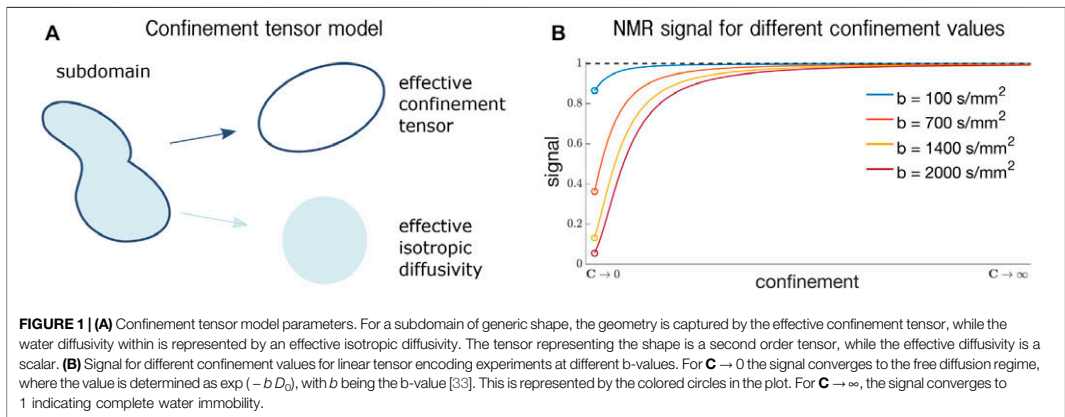 A
Confinement tensor model
subdomain
effective
confinement
tensor
effective
isotropic
diffusivity
B
NMR signal for different confinement values
signal
1
0.8
0.6
0.4
0.2
0
b = 100 s/mm²
b = 700 s/mm²
b = 1400 s/mm²
b = 2000 s/mm²
C → 0
confinement
C → ∞
FIGURE 1 | (A) Confinement tensor model parameters. For a subdomain of generic shape, the geometry is captured by the effective confinement tensor, while the
water diffusivity within is represented by an effective isotropic diffusivity. The tensor representing the shape is a second order tensor, while the effective diffusivity is a
scalar. (B) Signal for different confinement values for linear tensor encoding experiments at different b-values. For C → 0 the signal converges to the free diffusion regime,
where the value is determined as exp ( − b D₀), with b being the b-value [33]. This is represented by the colored circles in the plot. For C → ∞, the signal converges to
1 indicating complete water immobility.